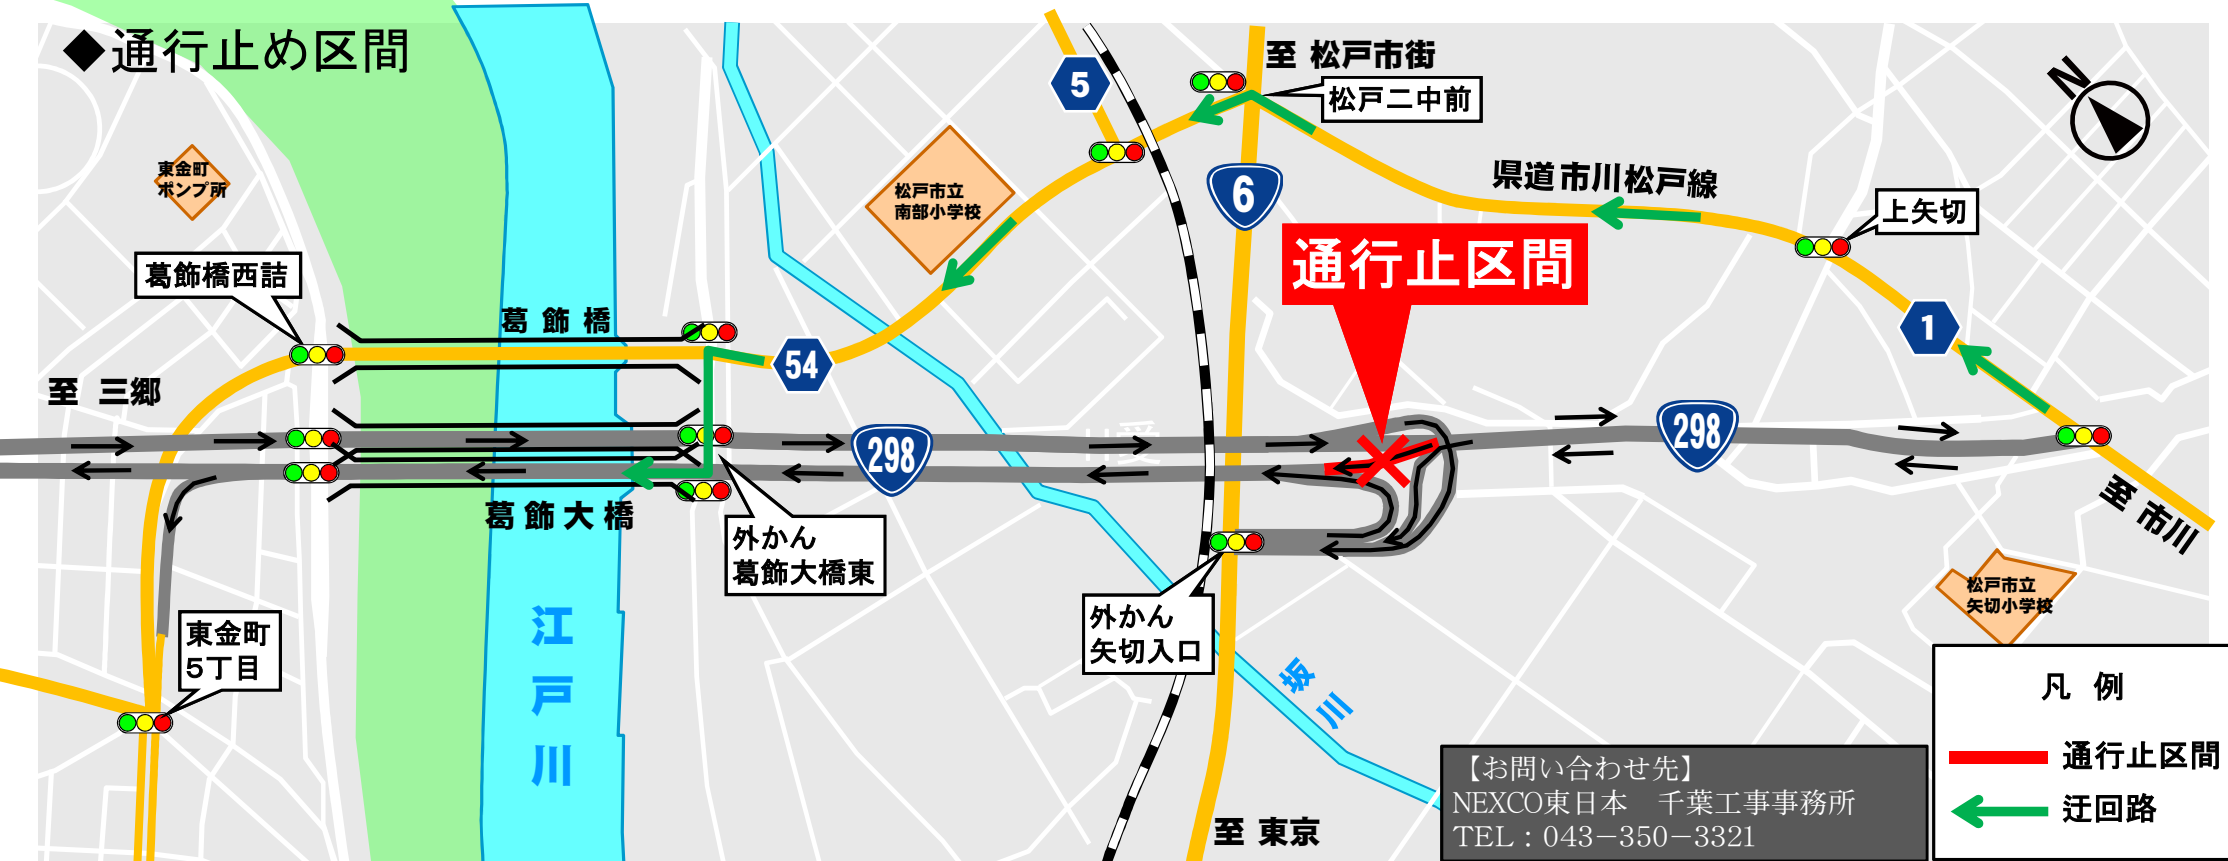 ◆通行止め区間
至 松戸市街
松戸二中前
N
5
6
県道市川松戸線
上矢切
東金町
ポンプ所
松戸市立
南部小学校
通行止区間
葛飾橋西詰
葛飾橋
54
1
至 三郷
298
298
葛飾大橋
外かん
葛飾大橋東
至 市川
外かん
矢切入口
松戸市立
矢切小学校
東金町
5丁目
江戸川
坂川
至 東京
【お問い合わせ先】
NEXCO東日本　千葉工事事務所
TEL：043－350－3321
凡 例
通行止区間
迂回路